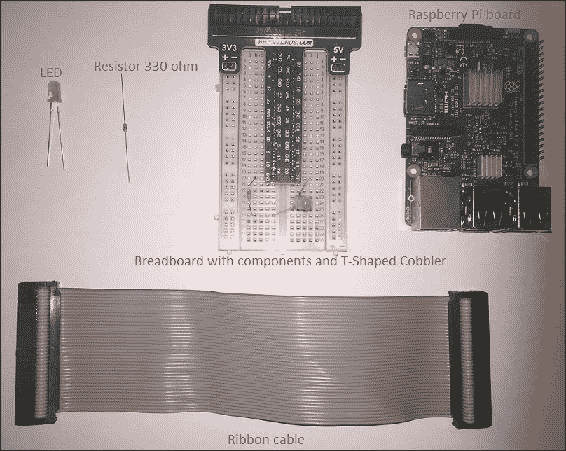 Raspberry Pi board
LED
Resistor 330 ohm
3V3
5V
Breadboard with components and T-Shaped Cobbler
Ribbon cable